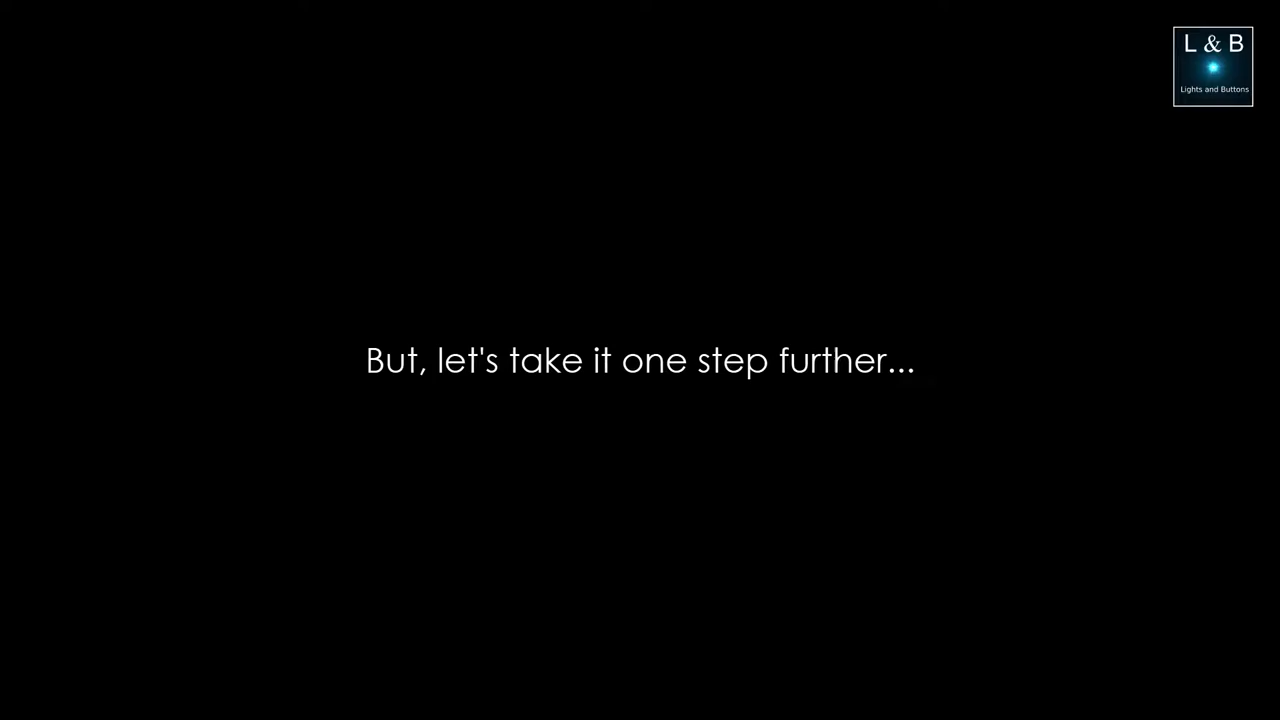 L & B
Lights and Buttons
But, let's take it one step further...